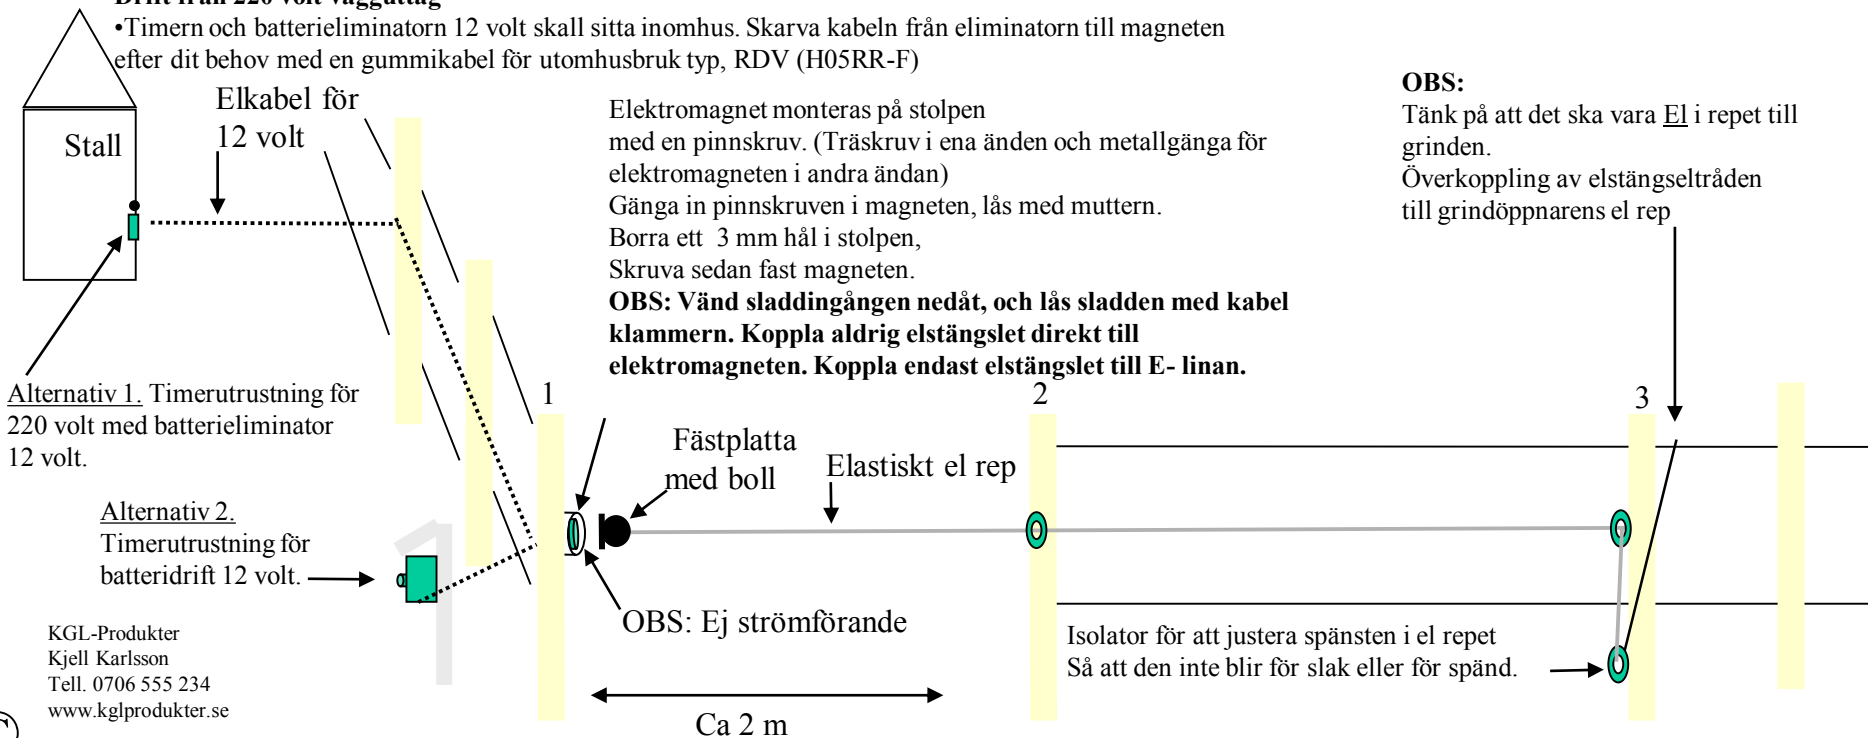 Drift från 220 volt vägguttag
•Timern och batterieliminatorn 12 volt skall sitta inomhus. Skarva kabeln från eliminatorn till magneten
efter dit behov med en gummikabel för utomhusbruk typ, RDV (H05RR-F)
Stall
Elkabel för
12 volt
Elektromagnet monteras på stolpen
med en pinnskruv. (Träskruv i ena änden och metallgänga för
elektromagneten i andra ändan)
Gänga in pinnskruven i magneten, lås med muttern.
Borra ett 3 mm hål i stolpen,
Skruva sedan fast magneten.
OBS: Vänd sladdingången nedåt, och lås sladden med kabel
klammern. Koppla aldrig elstängslet direkt till
elektromagneten. Koppla endast elstängslet till E- linan.
OBS:
Tänk på att det ska vara El i repet till
grinden.
Överkoppling av elstängseltråden
till grindöppnarens el rep
Alternativ 1. Timerutrustning för
220 volt med batterieliminator
12 volt.
1
2
3
Fästplatta
med boll
Elastiskt el rep
Alternativ 2.
Timerutrustning för
batteridrift 12 volt.
1
OBS: Ej strömförande
Isolator för att justera spänsten i el repet
Så att den inte blir för slak eller för spänd.
KGL-Produkter
Kjell Karlsson
Tell. 0706 555 234
www.kglprodukter.se
Ca 2 m